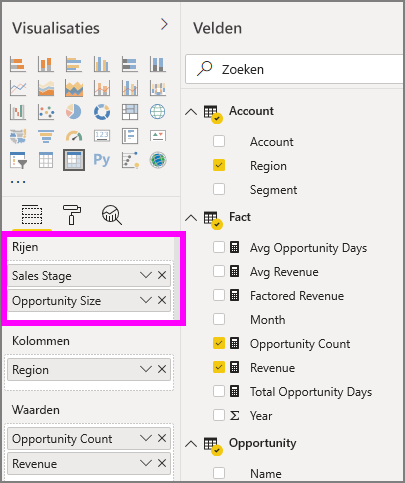 Visualisaties
Py
123
R
...
Rijen
Sales Stage
Opportunity Size
Kolommen
Region
Waarden
Opportunity Count
Revenue
Velden
Zoeken
Account
Account
Region
Segment
Fact
Avg Opportunity Days
Avg Revenue
Factored Revenue
Month
Opportunity Count
Revenue
Total Opportunity Days
Σ Year
Opportunity
Name